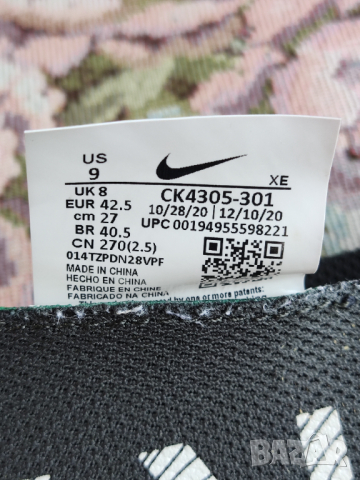 US
9
XE
UK 8
EUR 42.5
cm 27
BR 40.5
CN 270(2.5)
CK4305-301
10/28/20 | 12/10/20
UPC 00194955598221
014TZPDN28VPF
MADE IN CHINA
HECHO EN CHINA
FABRIQUE EN CHINE
FABRICADO NA CHINA
BAZAR